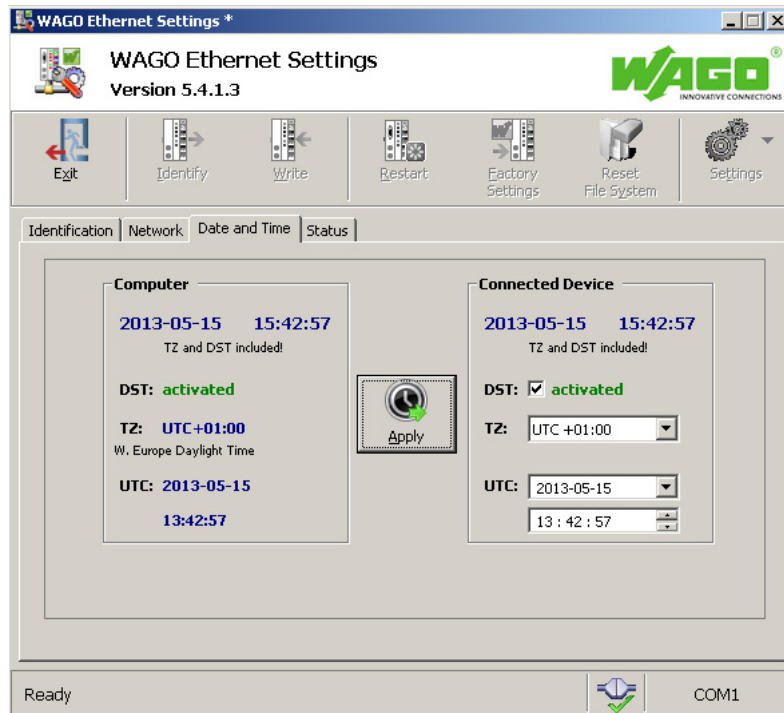 WAGO Ethernet Settings *
WAGO Ethernet Settings
Version 5.4.1.3
WAGO®
INNOVATIVE CONNECTIONS
Exit
Identify
Write
Restart
Factory
Settings
Reset
File System
Settings
Identification
Network
Date and Time
Status
Computer
2013-05-15 15:42:57
TZ and DST included!
DST: activated
TZ: UTC+01:00
W. Europe Daylight Time
UTC: 2013-05-15
13:42:57
Apply
Connected Device
2013-05-15 15:42:57
TZ and DST included!
DST: activated
TZ: UTC +01:00
UTC: 2013-05-15
13 : 42 : 57
Ready
COM1